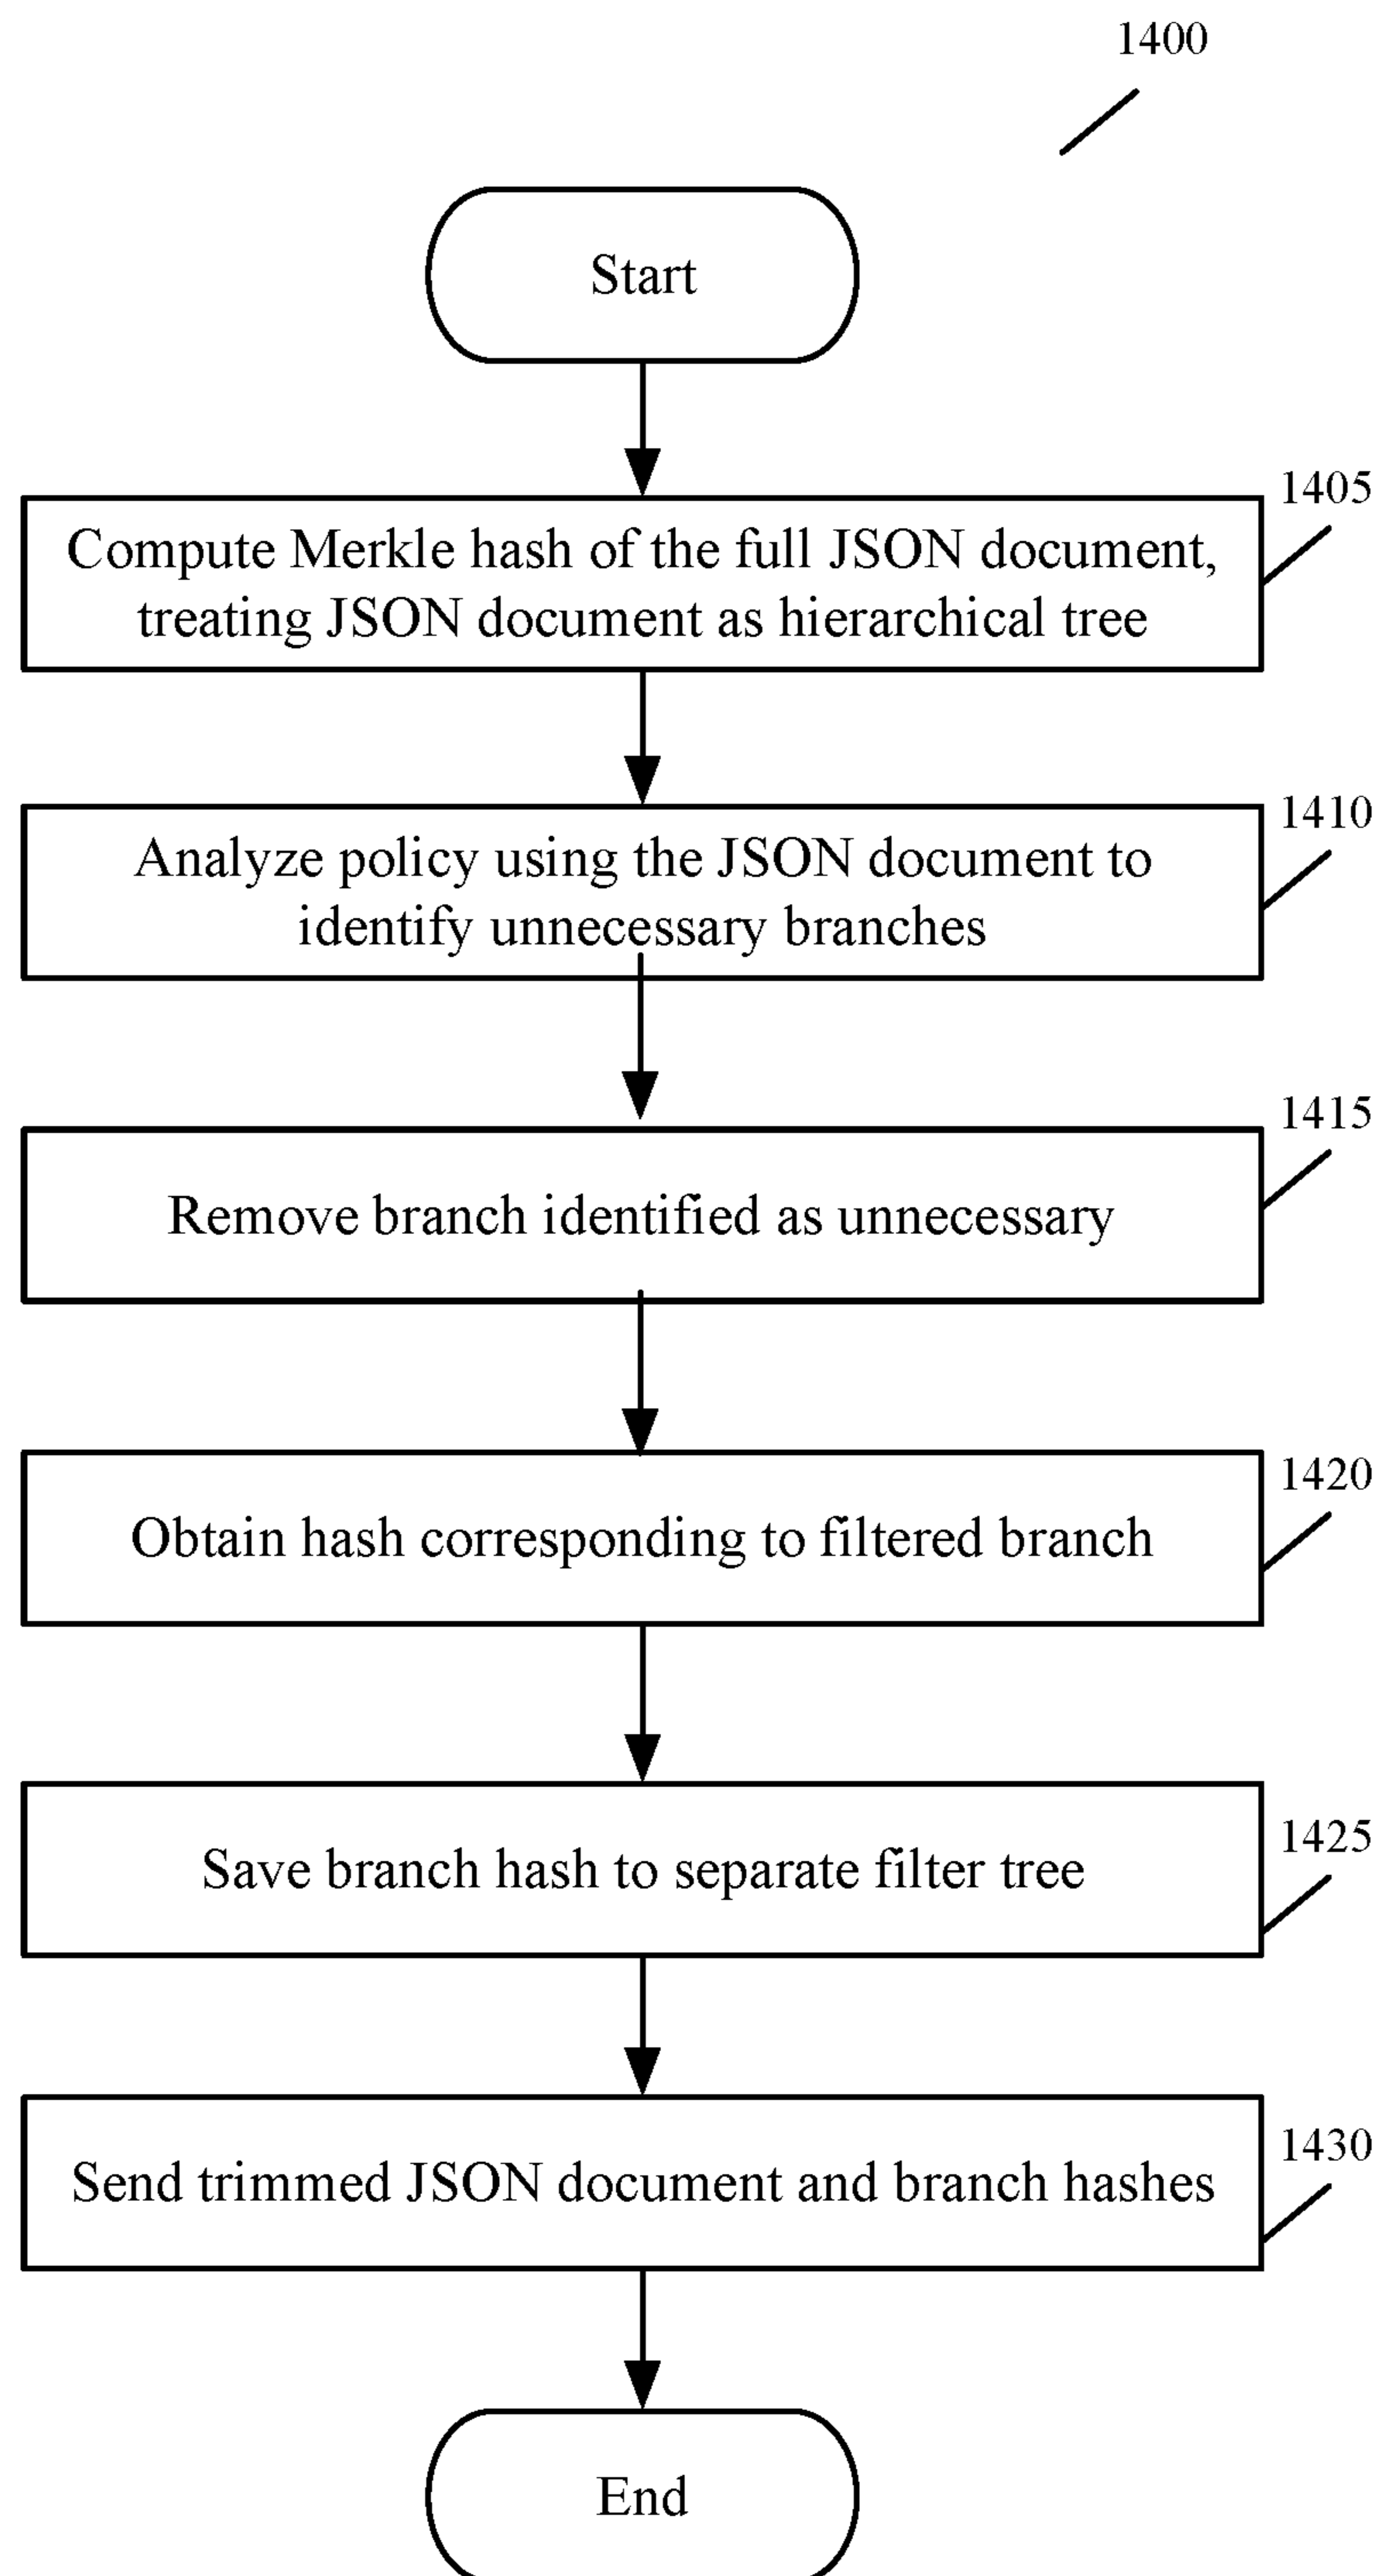 1400
Start
1405
Compute Merkle hash of the full JSON document,
treating JSON document as hierarchical tree
1410
Analyze policy using the JSON document to
identify unnecessary branches
1415
Remove branch identified as unnecessary
1420
Obtain hash corresponding to filtered branch
1425
Save branch hash to separate filter tree
1430
Send trimmed JSON document and branch hashes
End